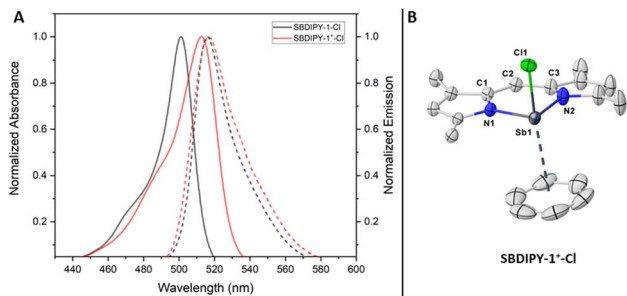 A
B
SBDIPY-1-Cl
SBDIPY-1⁺-Cl
Normalized Absorbance
1.0
0.8
0.6
0.4
0.2
1.0
0.8
0.6
0.4
0.2
Normalized Emission
440 460 480 500 520 540 560 580 600
Wavelength (nm)
Cl1
C1
C2
C3
N1
N2
Sb1
SBDIPY-1⁺-Cl